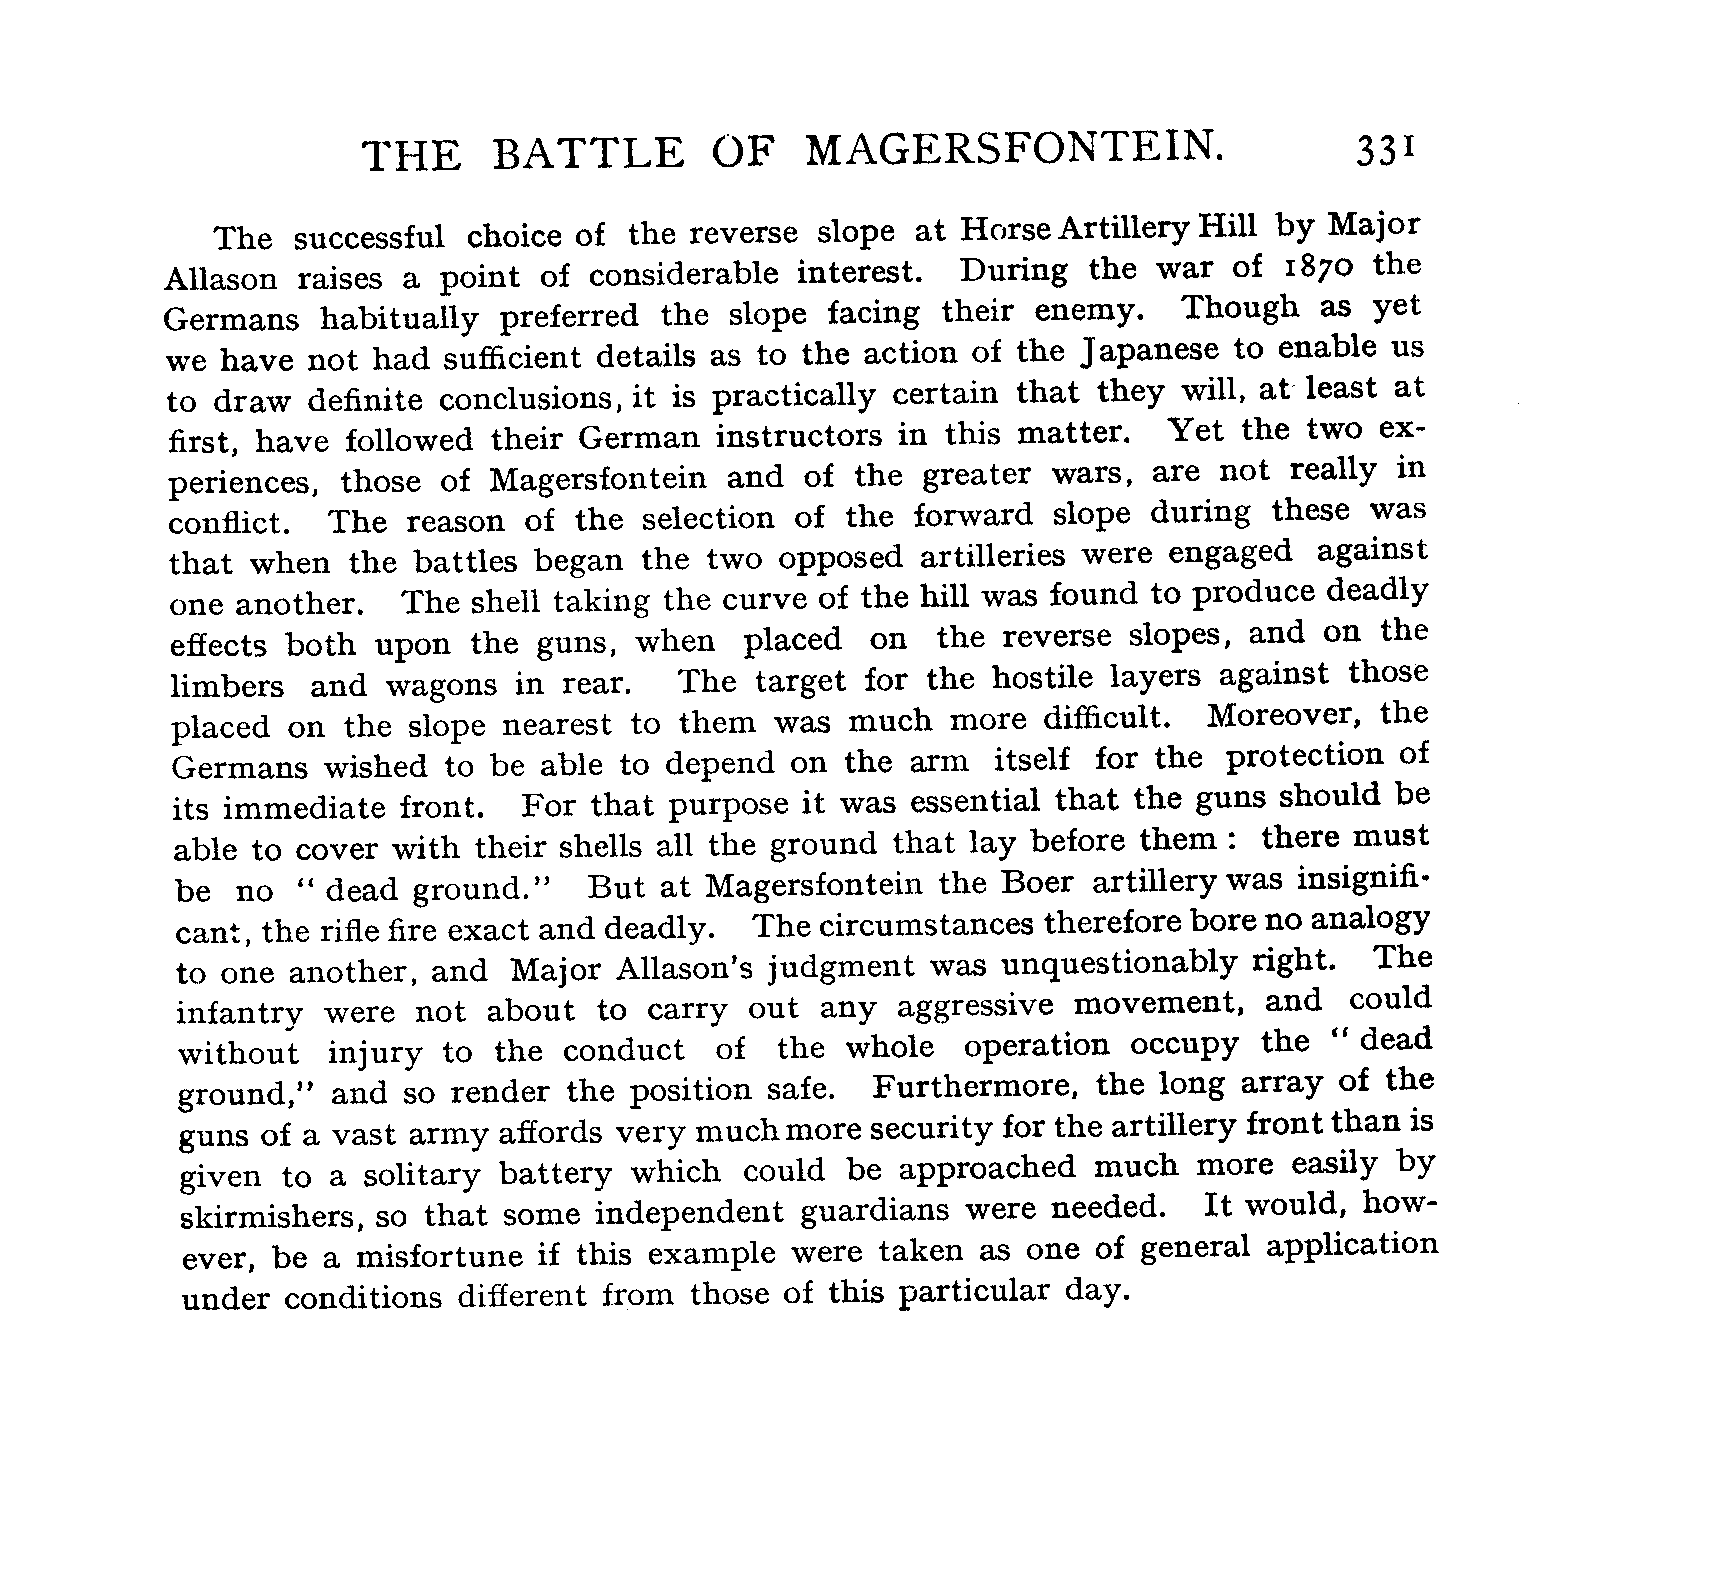 THE BATTLE OF MAGERSFONTEIN. 331
The successful choice of the reverse slope at Horse Artillery Hill by Major
Allason raises a point of considerable interest. During the war of 1870 the
Germans habitually preferred the slope facing their enemy. Though as yet
we have not had sufficient details as to the action of the Japanese to enable us
to draw definite conclusions, it is practically certain that they will, at least at
first, have followed their German instructors in this matter. Yet the two ex-
periences, those of Magersfontein and of the greater wars, are not really in
conflict. The reason of the selection of the forward slope during these was
that when the battles began the two opposed artilleries were engaged against
one another. The shell taking the curve of the hill was found to produce deadly
effects both upon the guns, when placed on the reverse slopes, and on the
limbers and wagons in rear. The target for the hostile layers against those
placed on the slope nearest to them was much more difficult. Moreover, the
Germans wished to be able to depend on the arm itself for the protection of
its immediate front. For that purpose it was essential that the guns should be
able to cover with their shells all the ground that lay before them : there must
be no " dead ground." But at Magersfontein the Boer artillery was insignifi-
cant, the rifle fire exact and deadly. The circumstances therefore bore no analogy
to one another, and Major Allason's judgment was unquestionably right. The
infantry were not about to carry out any aggressive movement, and could
without injury to the conduct of the whole operation occupy the " dead
ground," and so render the position safe. Furthermore, the long array of the
guns of a vast army affords very much more security for the artillery front than is
given to a solitary battery which could be approached much more easily by
skirmishers, so that some independent guardians were needed. It would, how-
ever, be a misfortune if this example were taken as one of general application
under conditions different from those of this particular day.